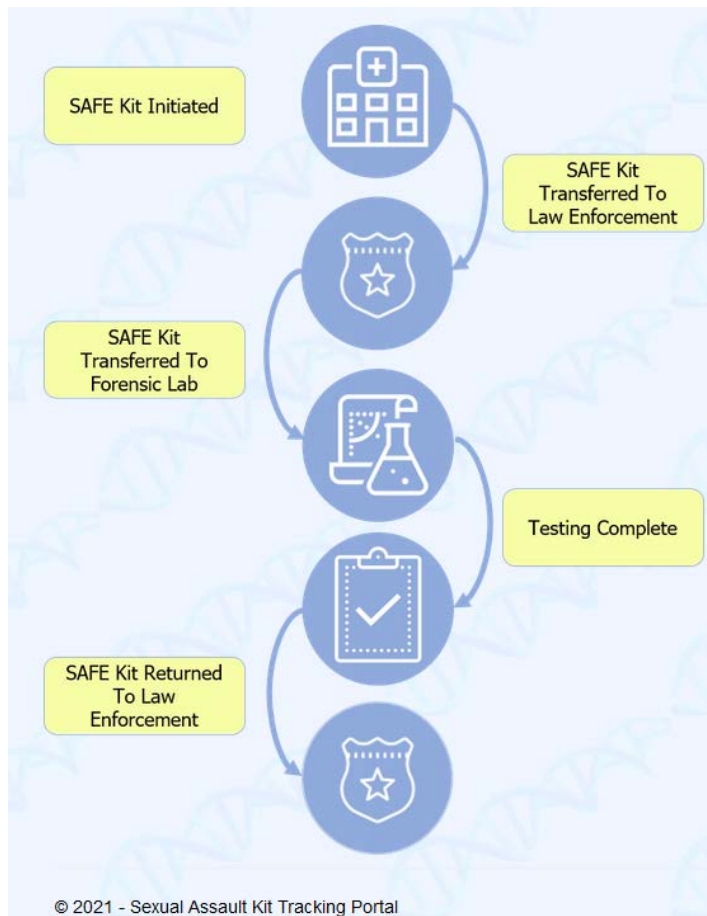 SAFE Kit Initiated
SAFE Kit
Transferred To
Law Enforcement
SAFE Kit
Transferred To
Forensic Lab
Testing Complete
SAFE Kit Returned
To Law
Enforcement
© 2021 - Sexual Assault Kit Tracking Portal